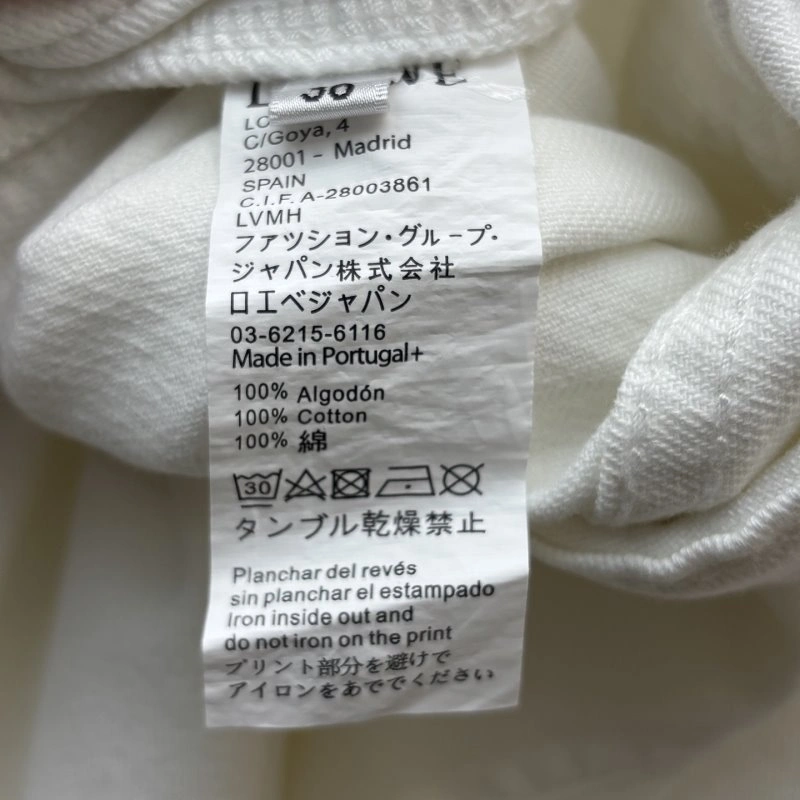 LO
C/Goya, 4
28001 - Madrid
SPAIN
C.I.F. A-28003861
LVMH
ファッション・グループ・
ジャパン株式会社
ロエベジャパン
03-6215-6116
Made in Portugal+
100% Algodón
100% Cotton
100% 綿
30
タンブル乾燥禁止
Planchar del revés
sin planchar el estampado
Iron inside out and
do not iron on the print
プリント部分を避けて
アイロンをあででください